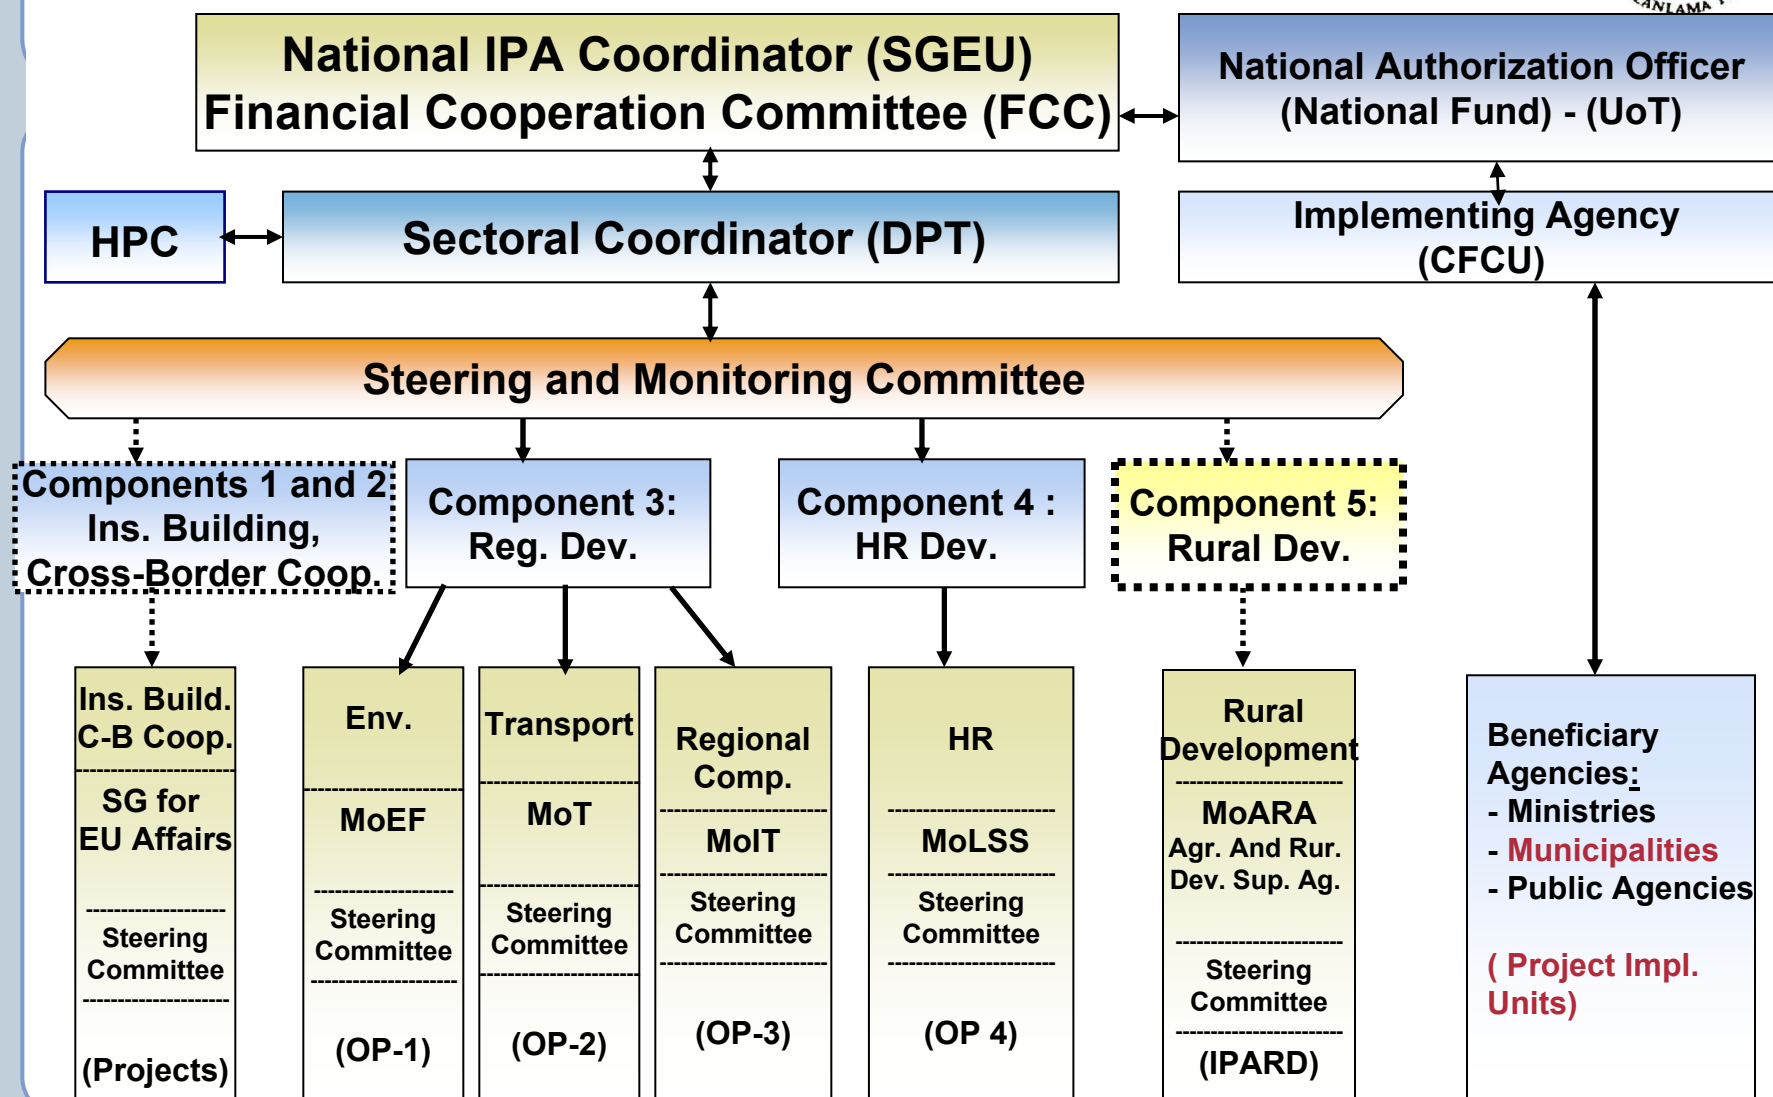 ANLAMA
National IPA Coordinator (SGEU)
Financial Cooperation Committee (FCC)
National Authorization Officer
(National Fund) - (UoT)
HPC
Sectoral Coordinator (DPT)
Implementing Agency
(CFCU)
Steering and Monitoring Committee
Components 1 and 2
Ins. Building,
Cross-Border Coop.
Component 3:
Reg. Dev.
Component 4 :
HR Dev.
Component 5:
Rural Dev.
Ins. Build.
C-B Coop.
SG for
EU Affairs
Steering
Committee
(Projects)
Env.
MoEF
Steering
Committee
(OP-1)
Transport
MoT
Steering
Committee
(OP-2)
Regional
Comp.
MoIT
Steering
Committee
(OP-3)
HR
MoLSS
Steering
Committee
(OP 4)
Rural
Development
MoARA
Agr. And Rur.
Dev. Sup. Ag.
Steering
Committee
(IPARD)
Beneficiary
Agencies:
- Ministries
- Municipalities
- Public Agencies
( Project Impl.
Units)